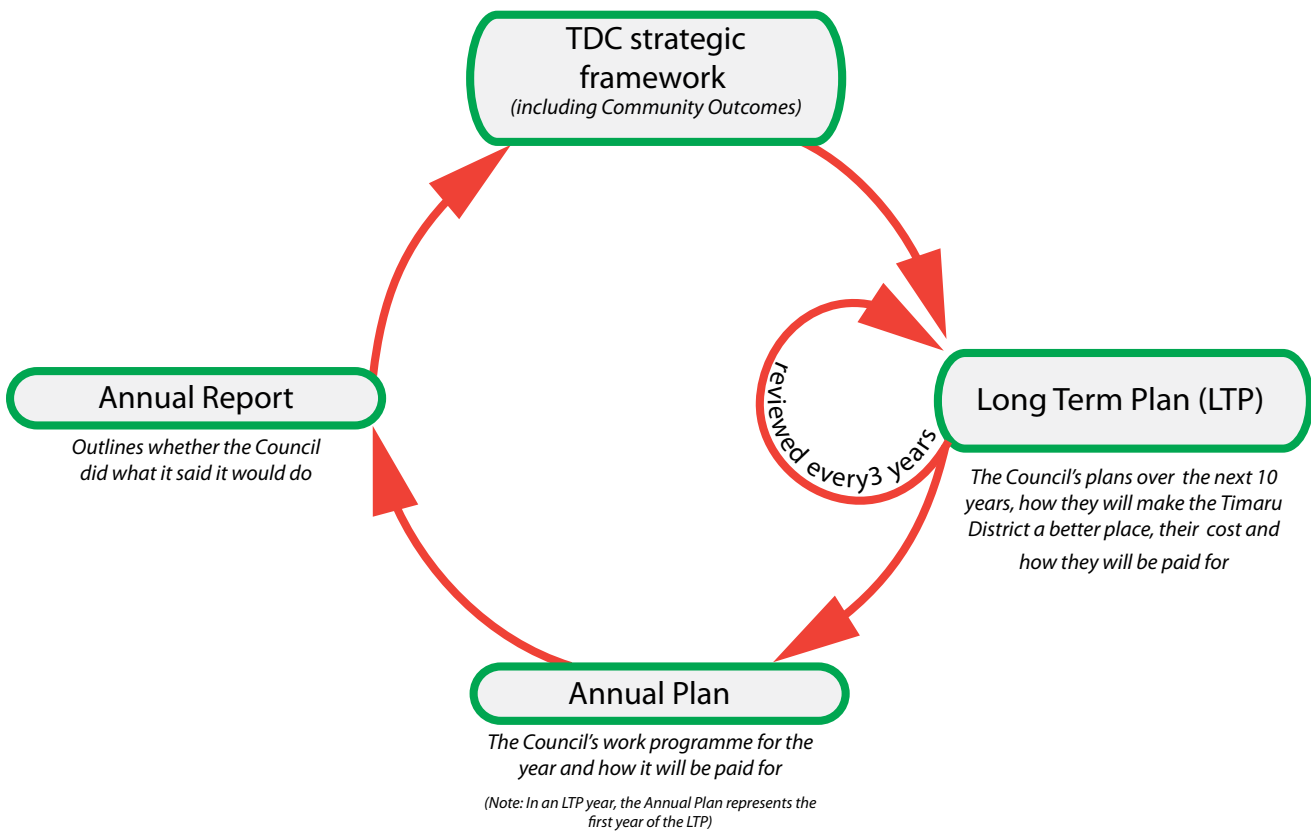 TDC strategic
framework
(including Community Outcomes)
Annual Report
Outlines whether the Council
did what it said it would do
reviewed every3 years
Long Term Plan (LTP)
The Council's plans over the next 10
years, how they will make the Timaru
District a better place, their cost and
how they will be paid for
Annual Plan
The Council's work programme for the
year and how it will be paid for
(Note: In an LTP year, the Annual Plan represents the
first year of the LTP)